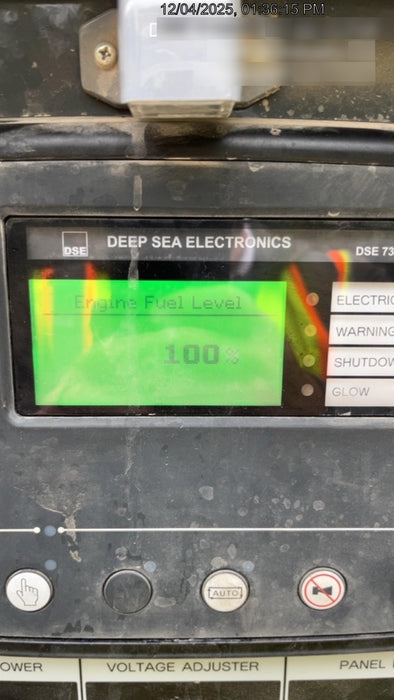 12/04/2025, 01:36:15 PM
DSE
DEEP SEA ELECTRONICS
DSE 73
Engine Fuel Level
100%
ELECTRIC
WARNING
SHUTDOW
GLOW
AUTO
OWER
VOLTAGE ADJUSTER
PANEL